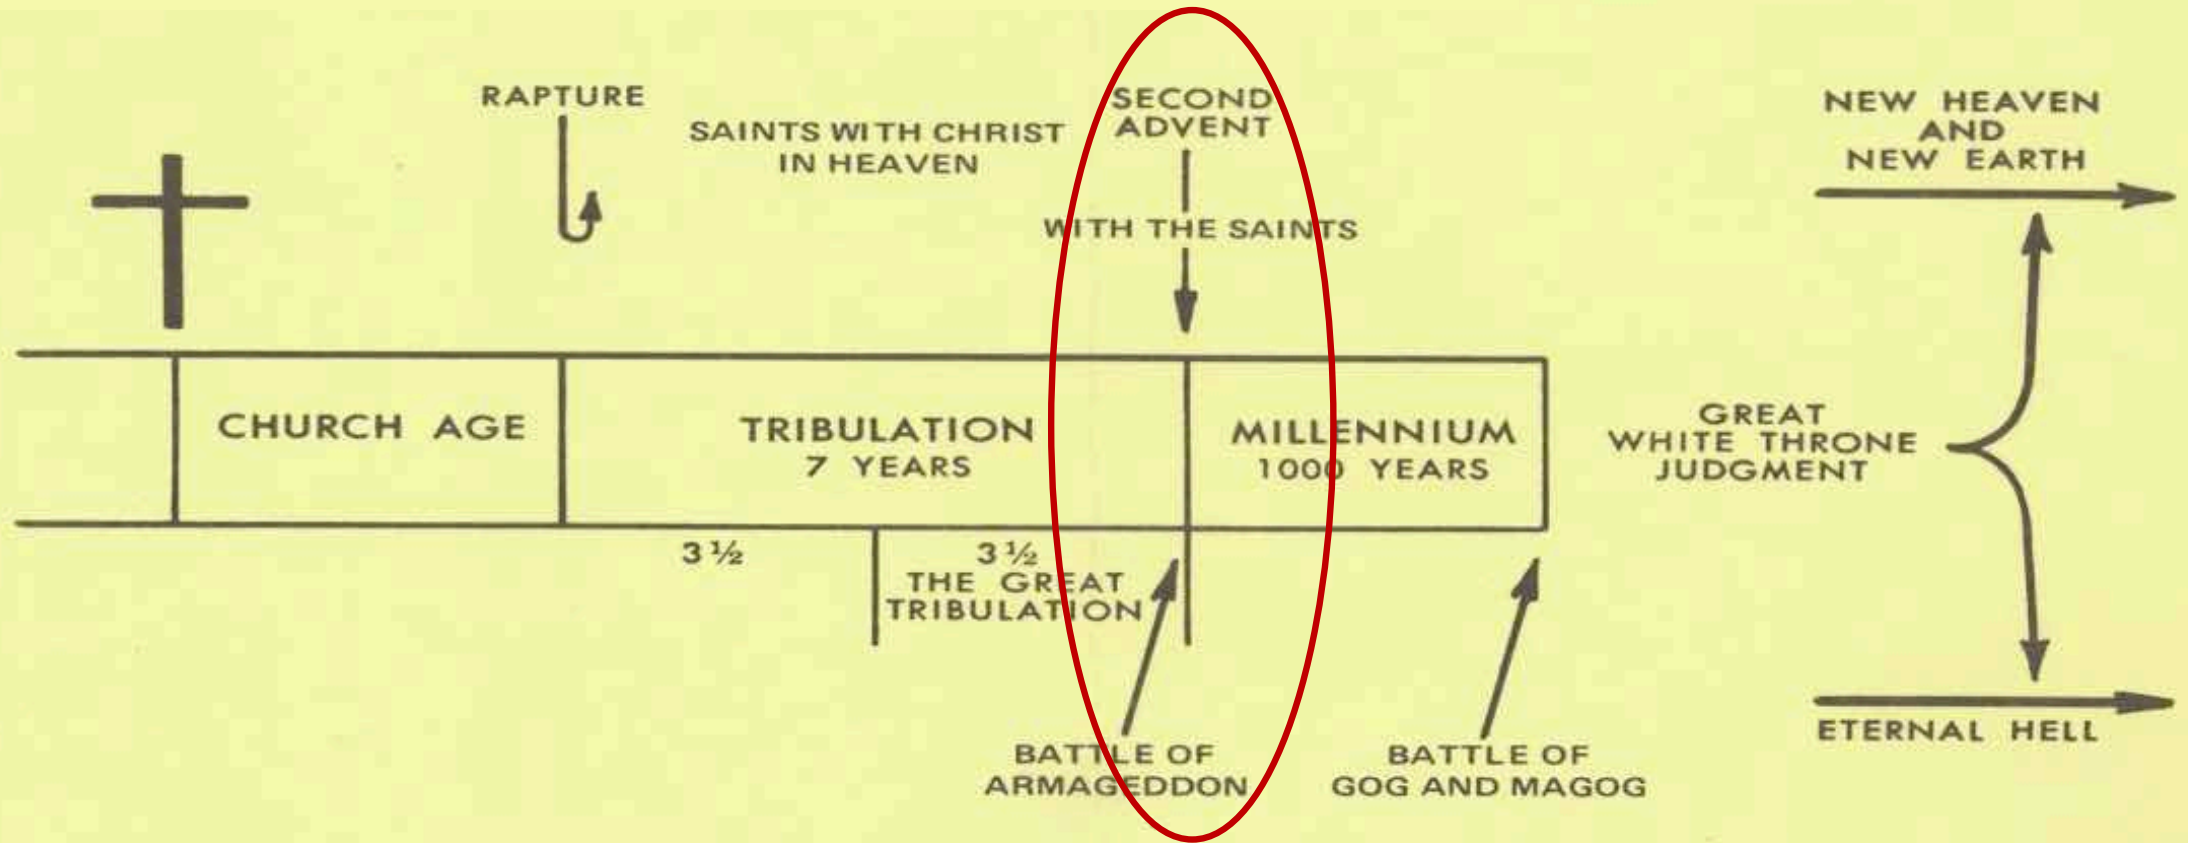 RAPTURE
SAINTS WITH CHRIST
IN HEAVEN
SECOND
ADVENT
WITH THE SAINTS
NEW HEAVEN
AND
NEW EARTH
CHURCH AGE
TRIBULATION
7 YEARS
MILLENNIUM
1000 YEARS
GREAT
WHITE THRONE
JUDGMENT
3 ½
3 ½
THE GREAT
TRIBULATION
BATTLE OF
ARMAGEDDON
BATTLE OF
GOG AND MAGOG
ETERNAL HELL